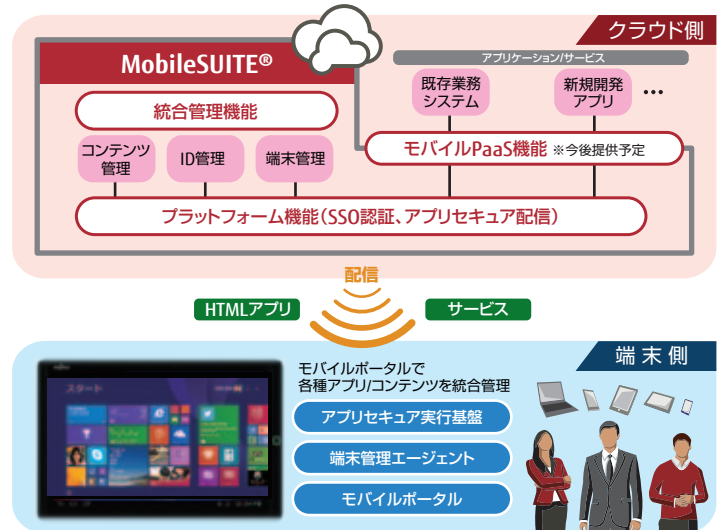 クラウド側
MobileSUITE®
アプリケーション/サービス
既存業務
システム
新規開発
アプリ
…
統合管理機能
コンテンツ
管理
ID管理
端末管理
モバイルPaaS機能 ※今後提供予定
プラットフォーム機能(SSO認証、アプリセキュア配信)
配信
HTMLアプリ
サービス
端末側
モバイルポータルで
各種アプリ/コンテンツを統合管理
アプリセキュア実行基盤
端末管理エージェント
モバイルポータル
スタート